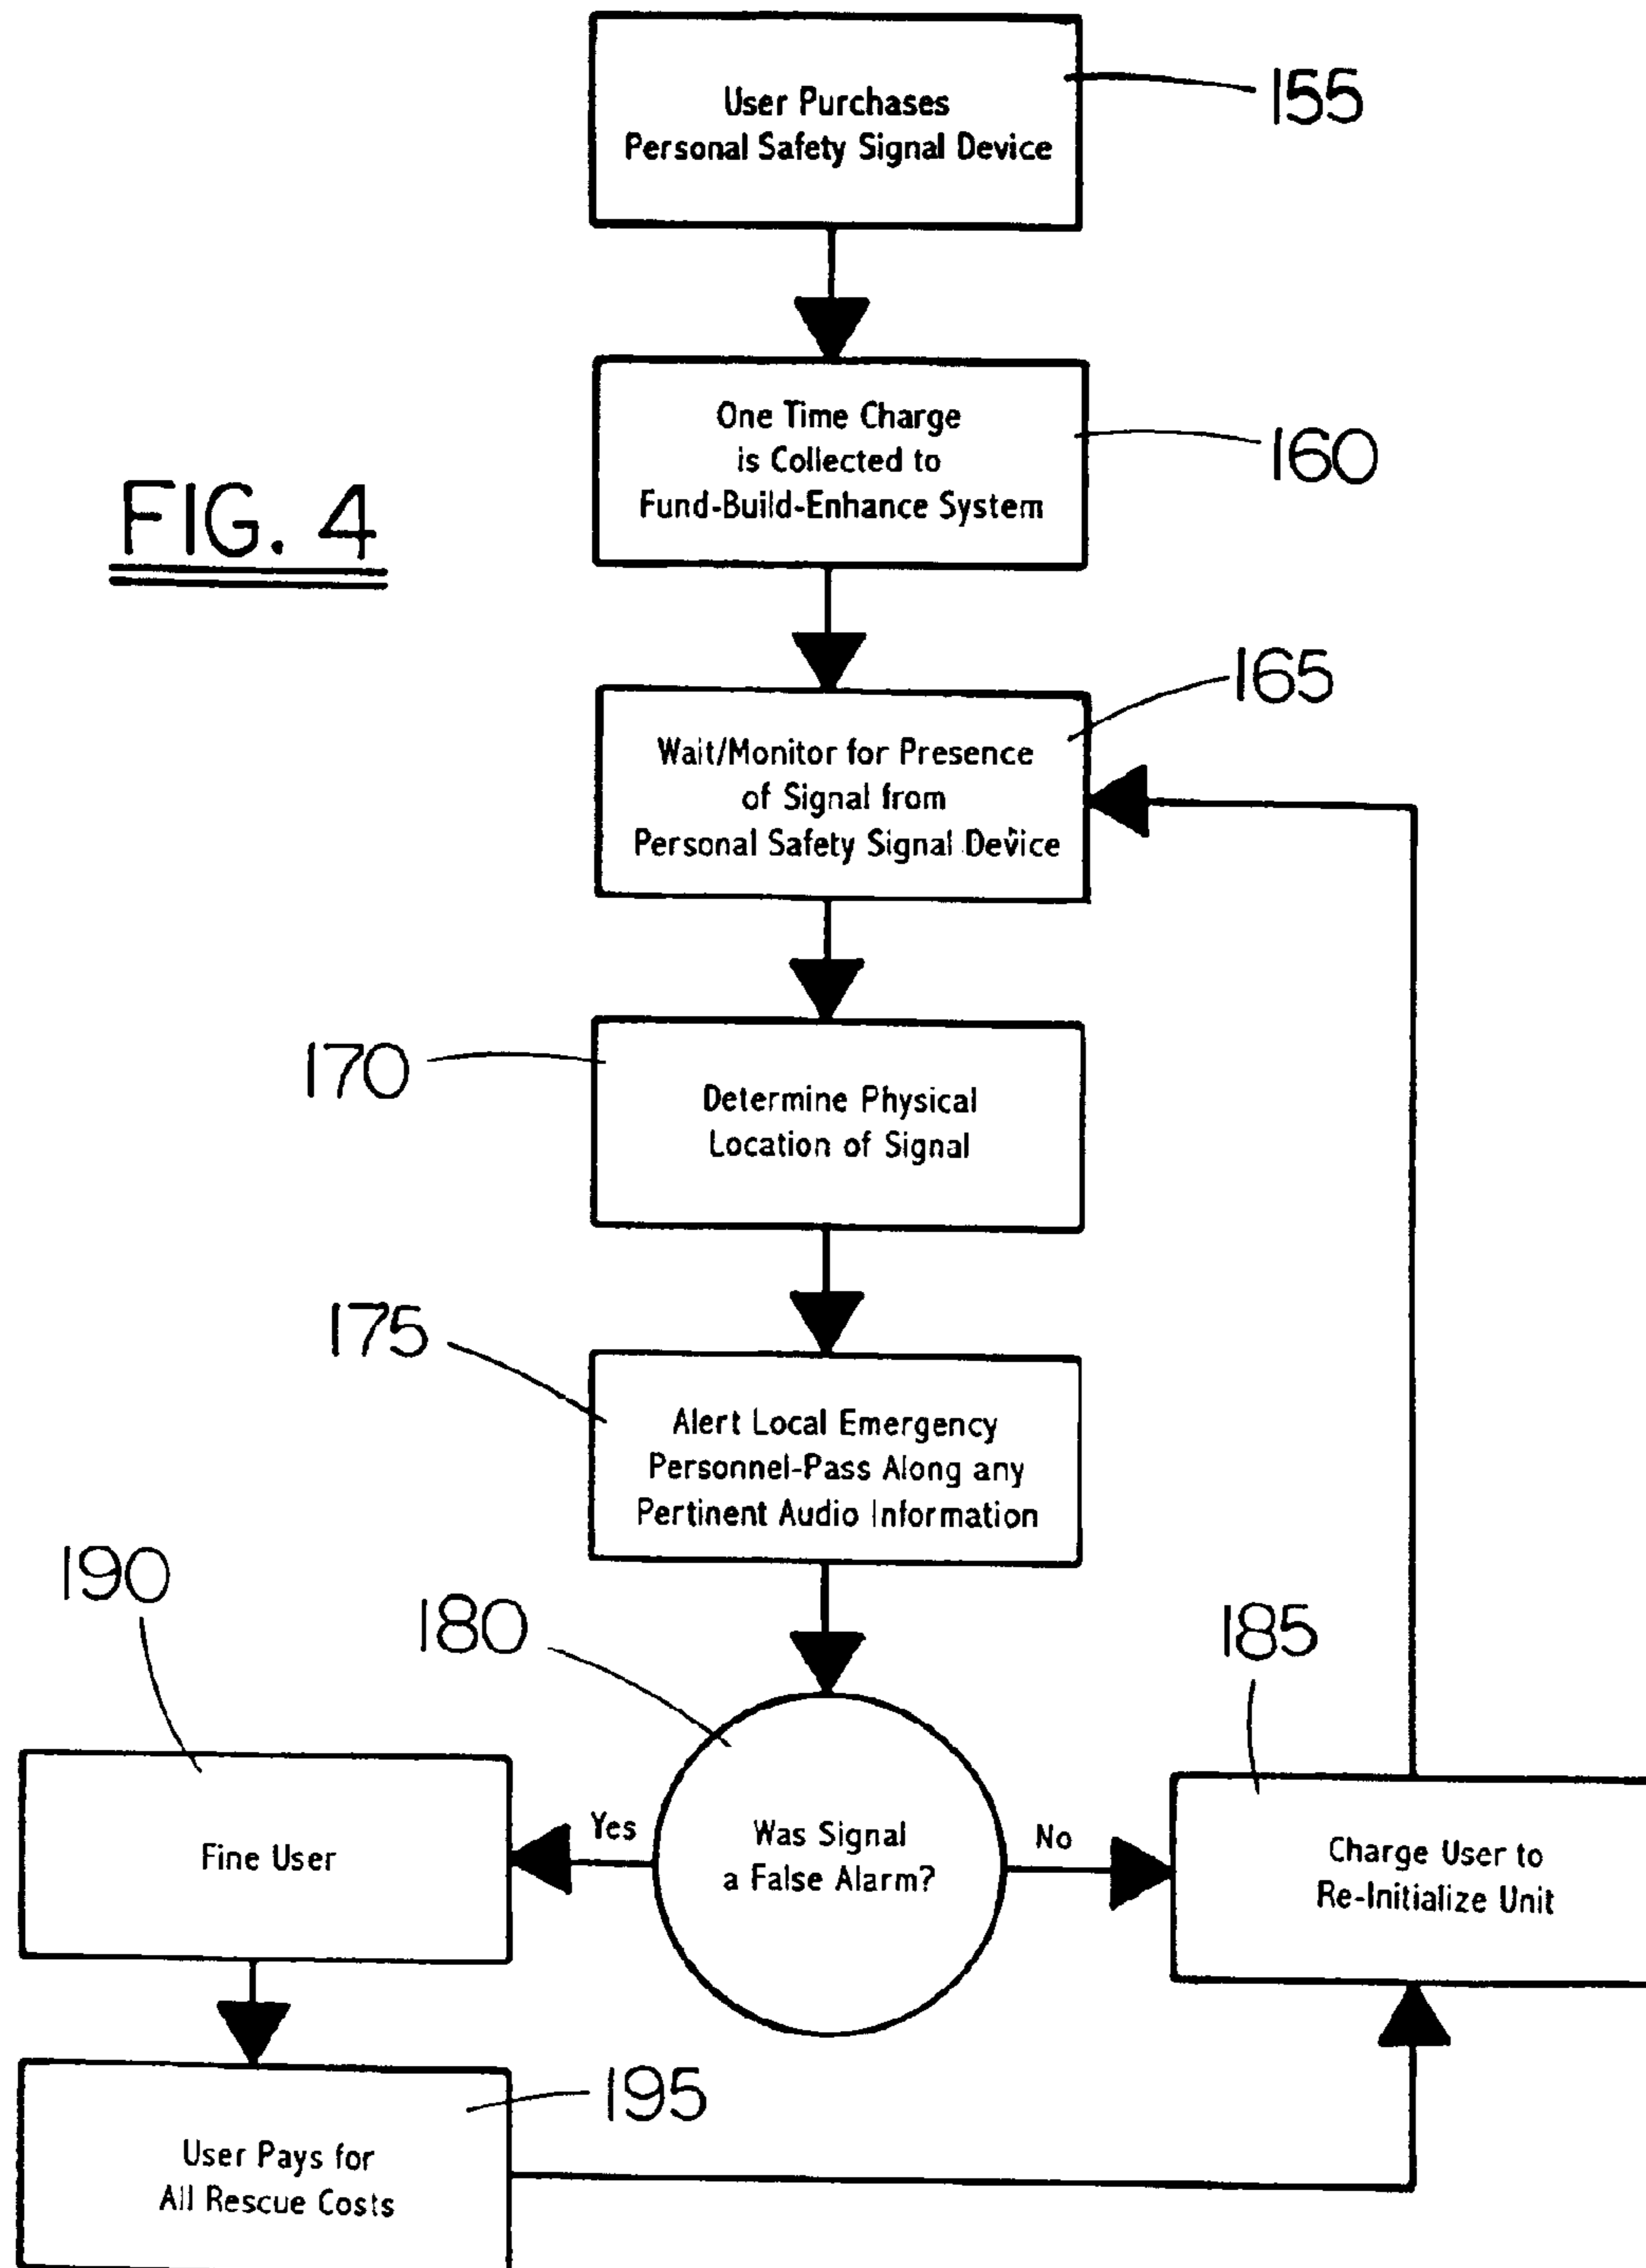 User Purchases
Personal Safety Signal Device
155
One Time Charge
is Collected to
Fund-Build-Enhance System
160
FIG. 4
Wait/Monitor for Presence
of Signal from
Personal Safety Signal Device
165
170
Determine Physical
Location of Signal
175
Alert Local Emergency
Personnel-Pass Along any
Pertinent Audio Information
190
180
185
Fine User
Yes
Was Signal
a False Alarm?
No
Charge User to
Re-Initialize Unit
195
User Pays for
All Rescue Costs